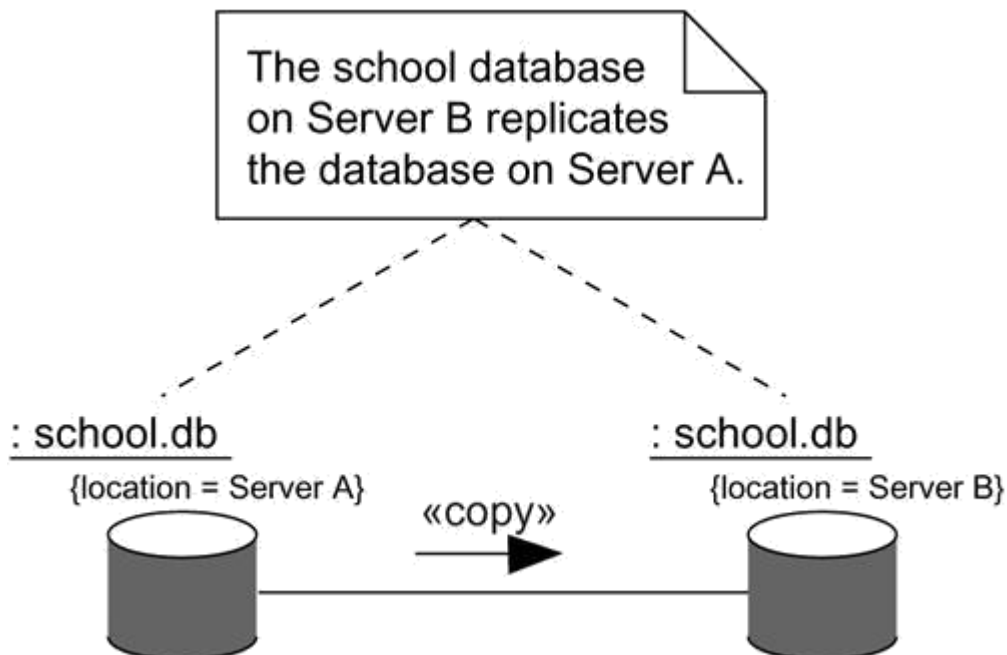 The school database
on Server B replicates
the database on Server A.
: school.db
{location = Server A}
: school.db
{location = Server B}
«copy»